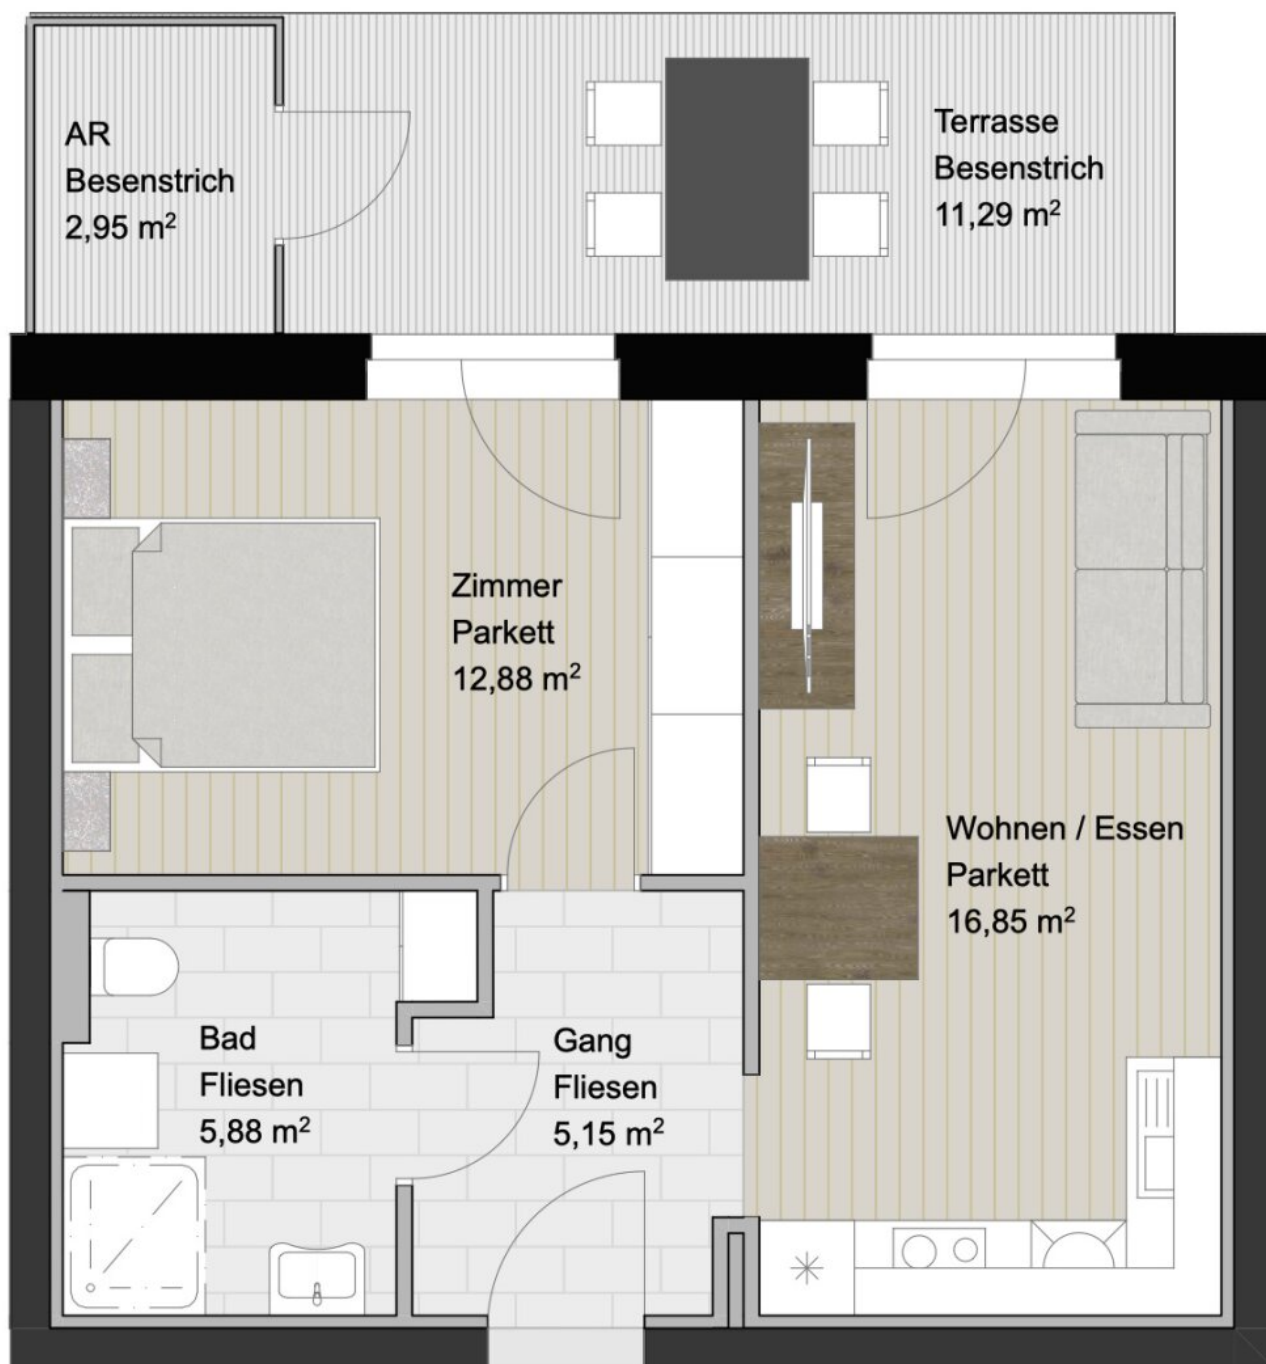 AR
Besenstrich
2,95 m²
Terrasse
Besenstrich
11,29 m²
Zimmer
Parkett
12,88 m²
Wohnen / Essen
Parkett
16,85 m²
Bad
Fliesen
5,88 m²
Gang
Fliesen
5,15 m²